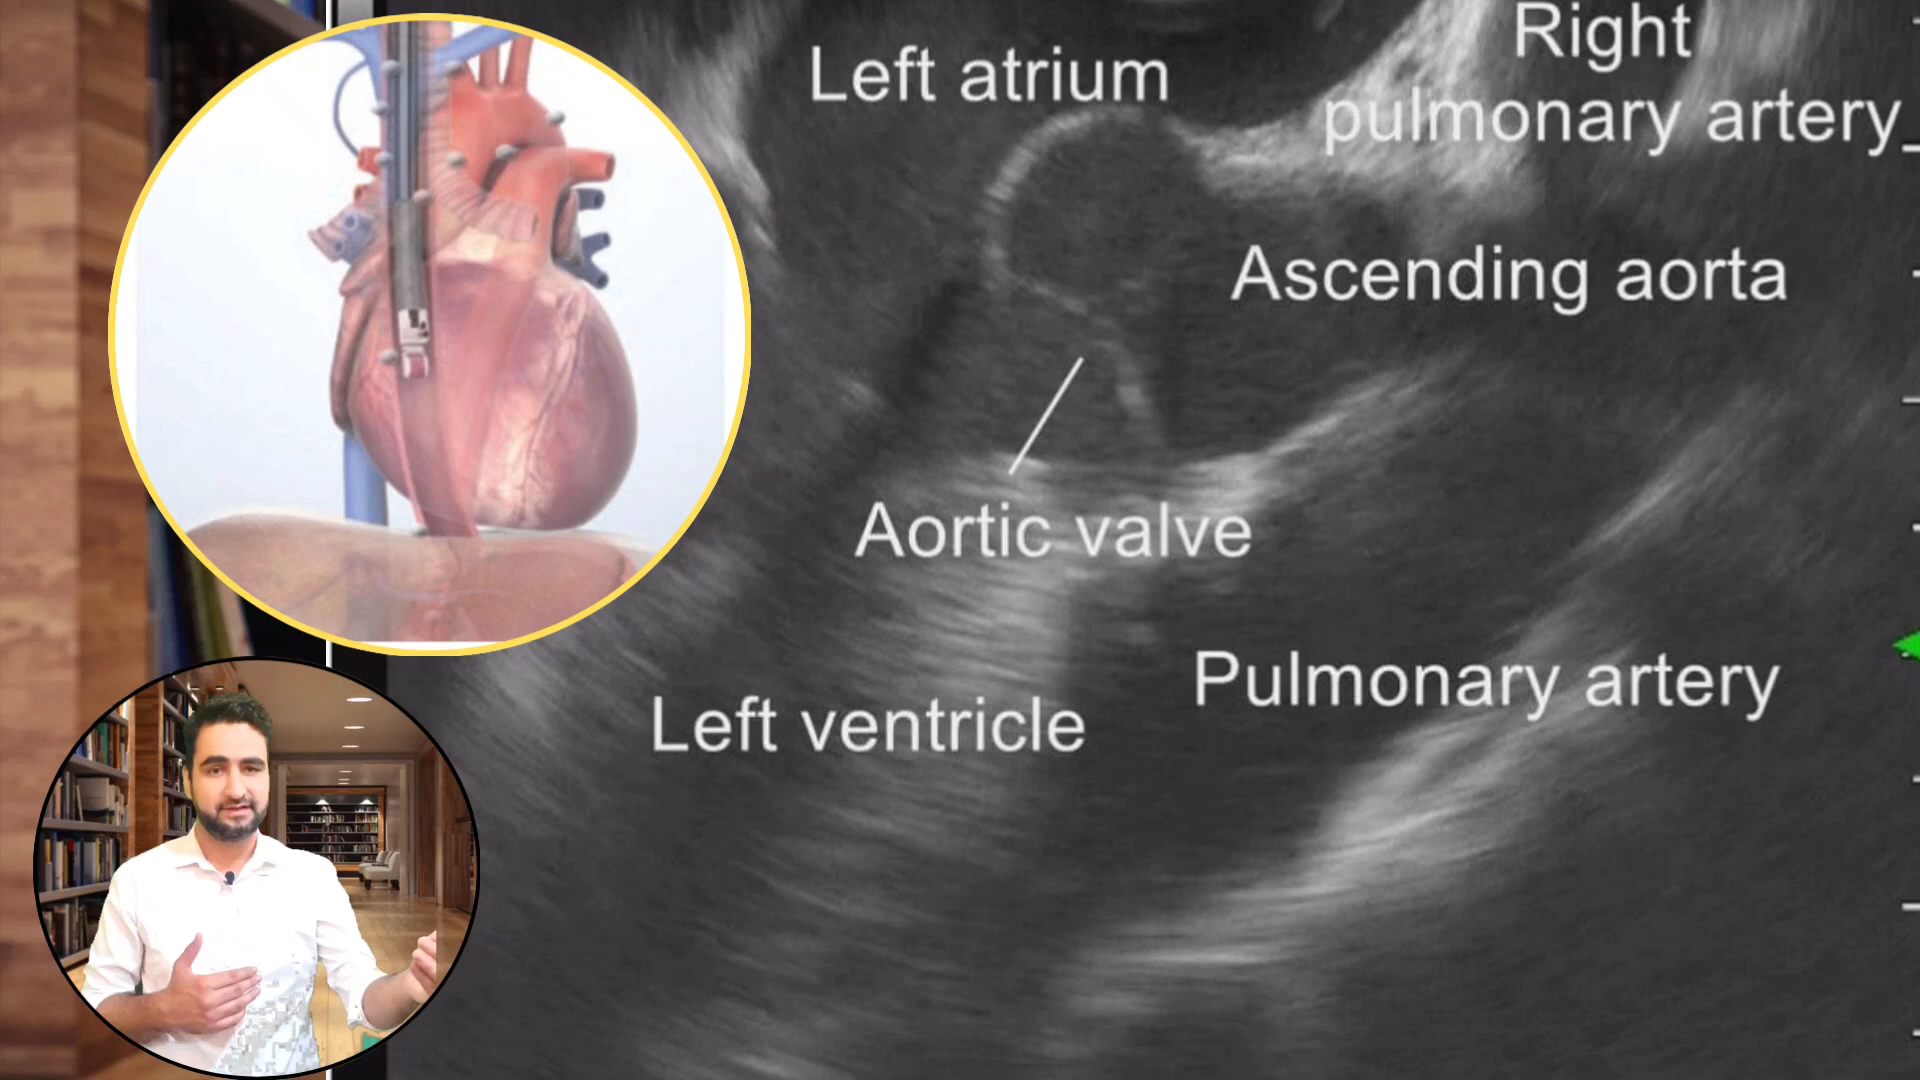 Left atrium
Right
pulmonary artery
Ascending aorta
Aortic valve
Left ventricle
Pulmonary artery